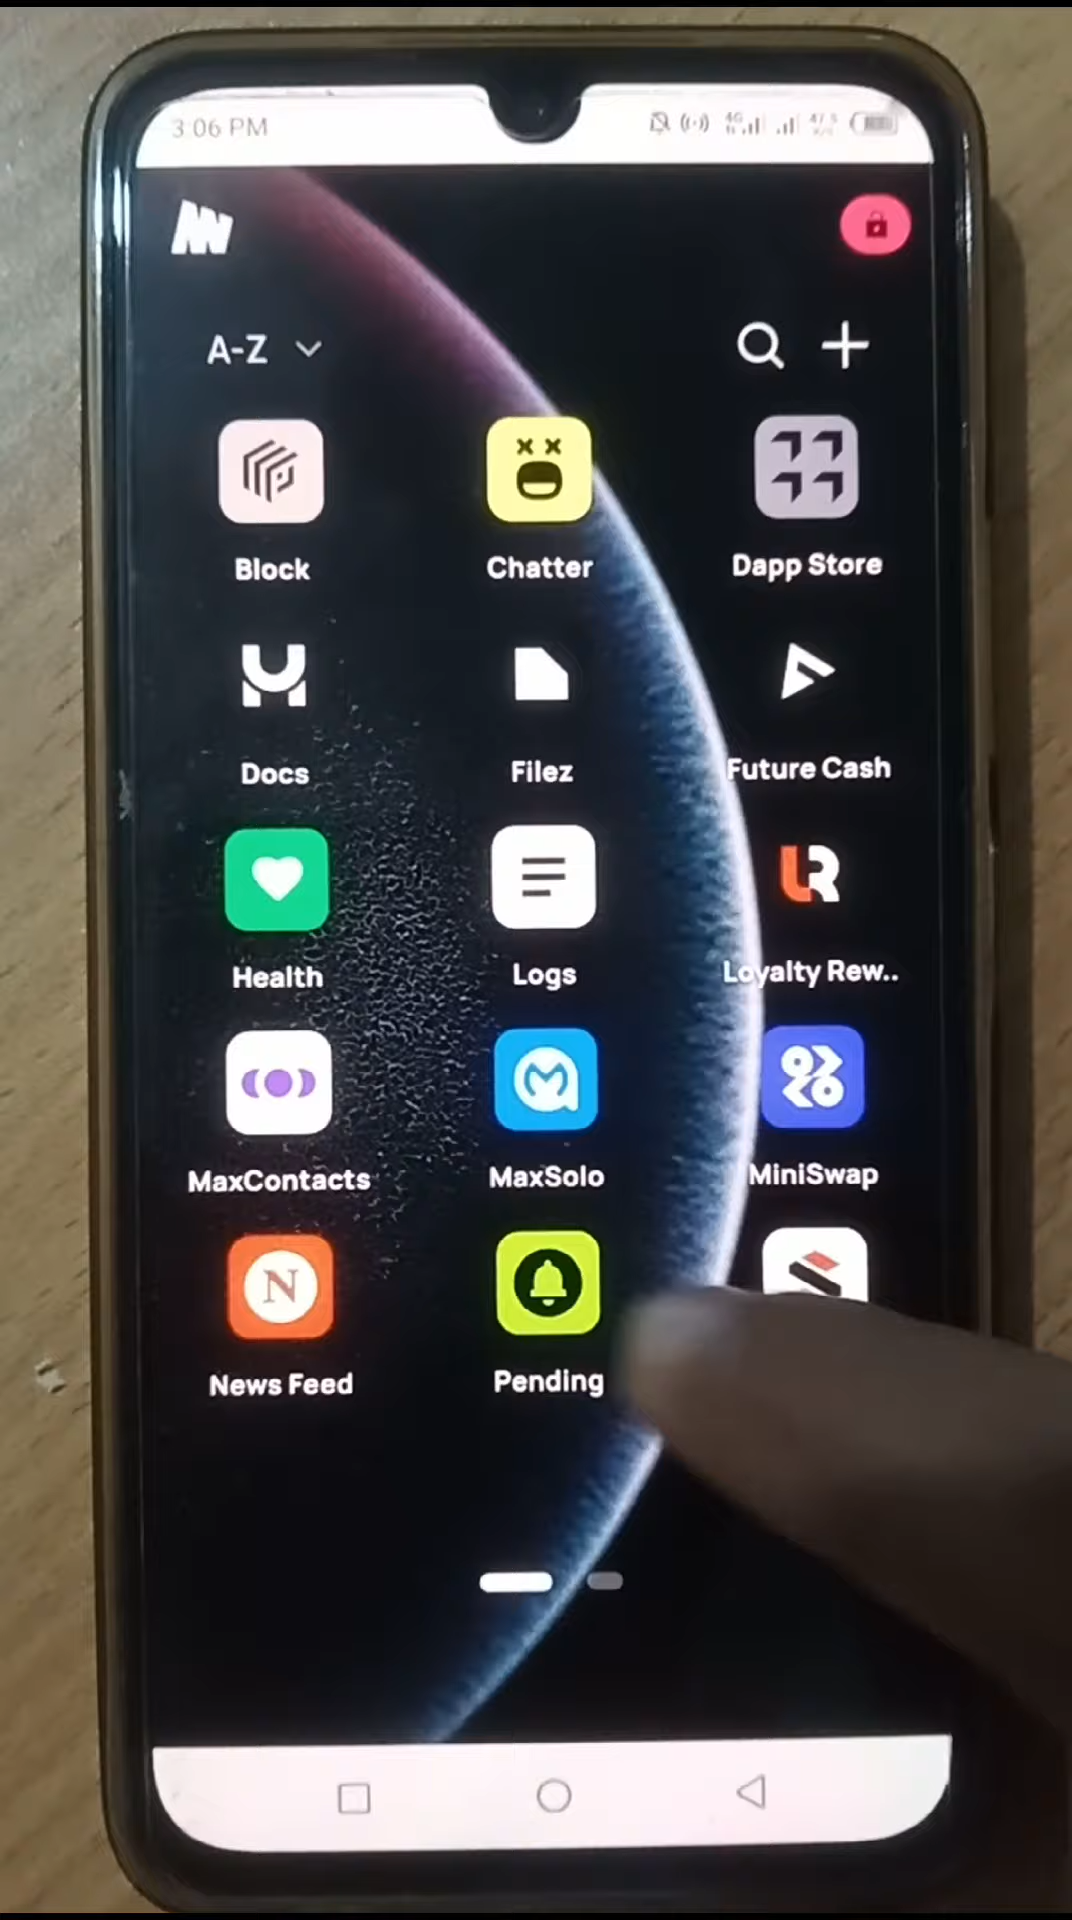 3:06 PM
4G
A-Z
Block
Chatter
Dapp Store
Docs
Filez
Future Cash
Health
Logs
Loyalty Rew..
MaxContacts
MaxSolo
MiniSwap
N
News Feed
Pending